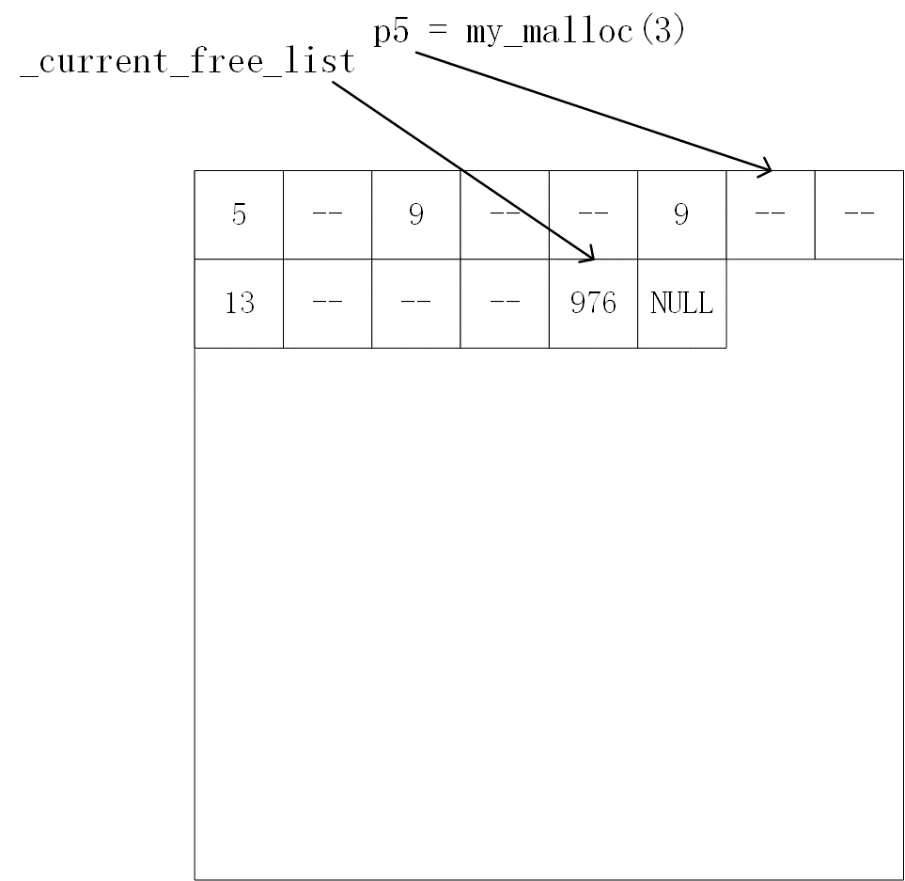 p5 = my_malloc(3)
_current_free_list
5 -- 9 -- -- 9 -- --
13 -- -- -- 976 NULL